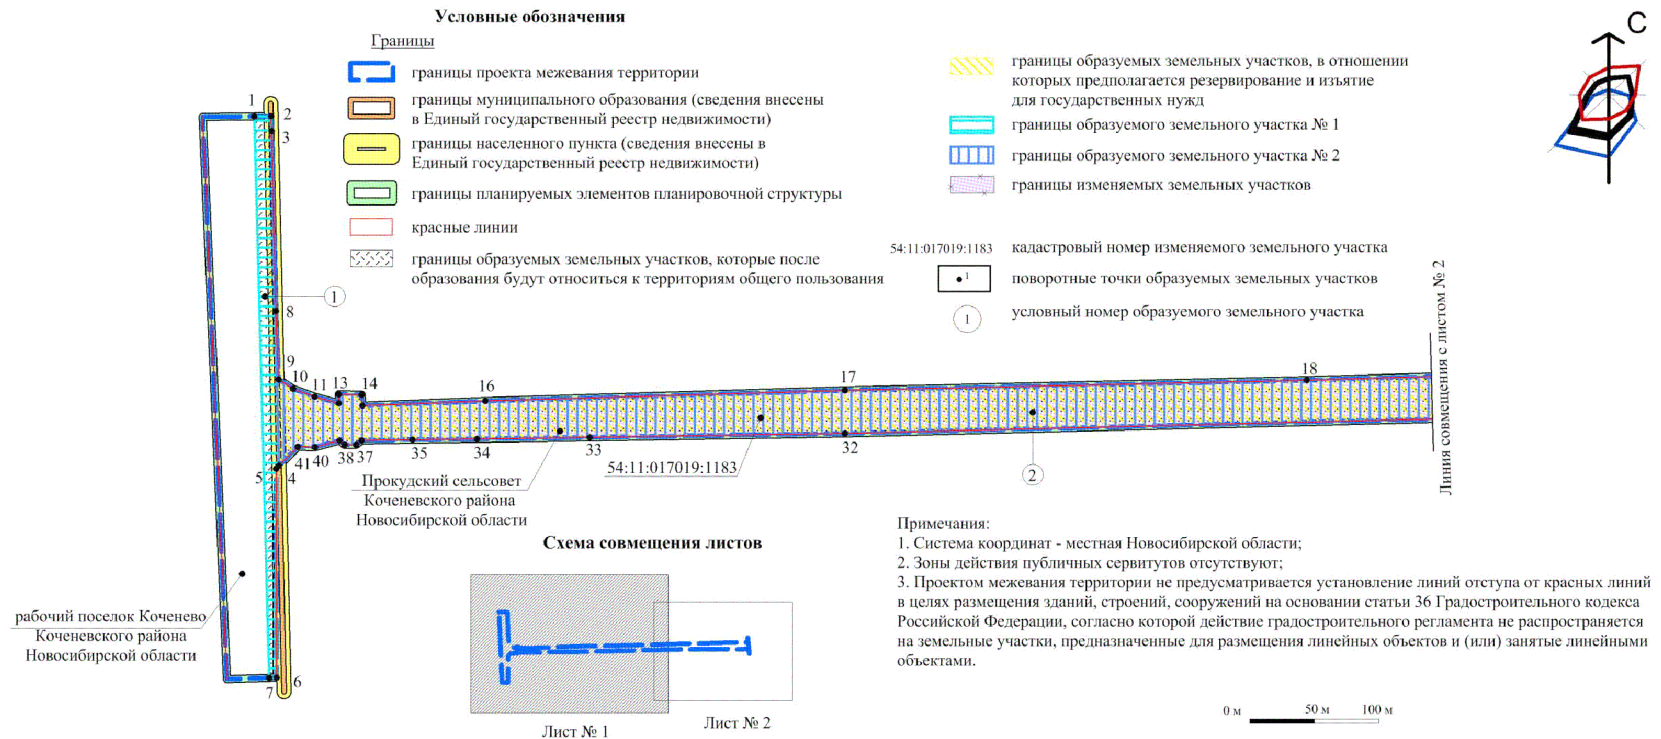 Условные обозначения
Границы
границы проекта межевания территории
границы муниципального образования (сведения внесены
в Единый государственный реестр недвижимости)
границы населенного пункта (сведения внесены в
Единый государственный реестр недвижимости)
границы планируемых элементов планировочной структуры
красные линии
границы образуемых земельных участков, которые после
образования будут относиться к территориям общего пользования
границы образуемых земельных участков, в отношении
которых предполагается резервирование и изъятие
для государственных нужд
границы образуемого земельного участка № 1
границы образуемого земельного участка № 2
границы изменяемых земельных участков
54:11:017019:1183 кадастровый номер изменяемого земельного участка
1 поворотные точки образуемых земельных участков
1 условный номер образуемого земельного участка
С
1
2
3
1
8
9
10
11
13
14
16
17
18
Линия совмещения с листом № 2
5
4
41
40
38
37
35
34
33
32
2
54:11:017019:1183
Прокудский сельсовет
Коченевского района
Новосибирской области
рабочий поселок Коченево
Коченевского района
Новосибирской области
7
6
Схема совмещения листов
Лист № 1
Лист № 2
Примечания:
1. Система координат - местная Новосибирской области;
2. Зоны действия публичных сервитутов отсутствуют;
3. Проектом межевания территории не предусматривается установление линий отступа от красных линий
в целях размещения зданий, строений, сооружений на основании статьи 36 Градостроительного кодекса
Российской Федерации, согласно которой действие градостроительного регламента не распространяется
на земельные участки, предназначенные для размещения линейных объектов и (или) занятые линейными
объектами.
0 м 50 м 100 м